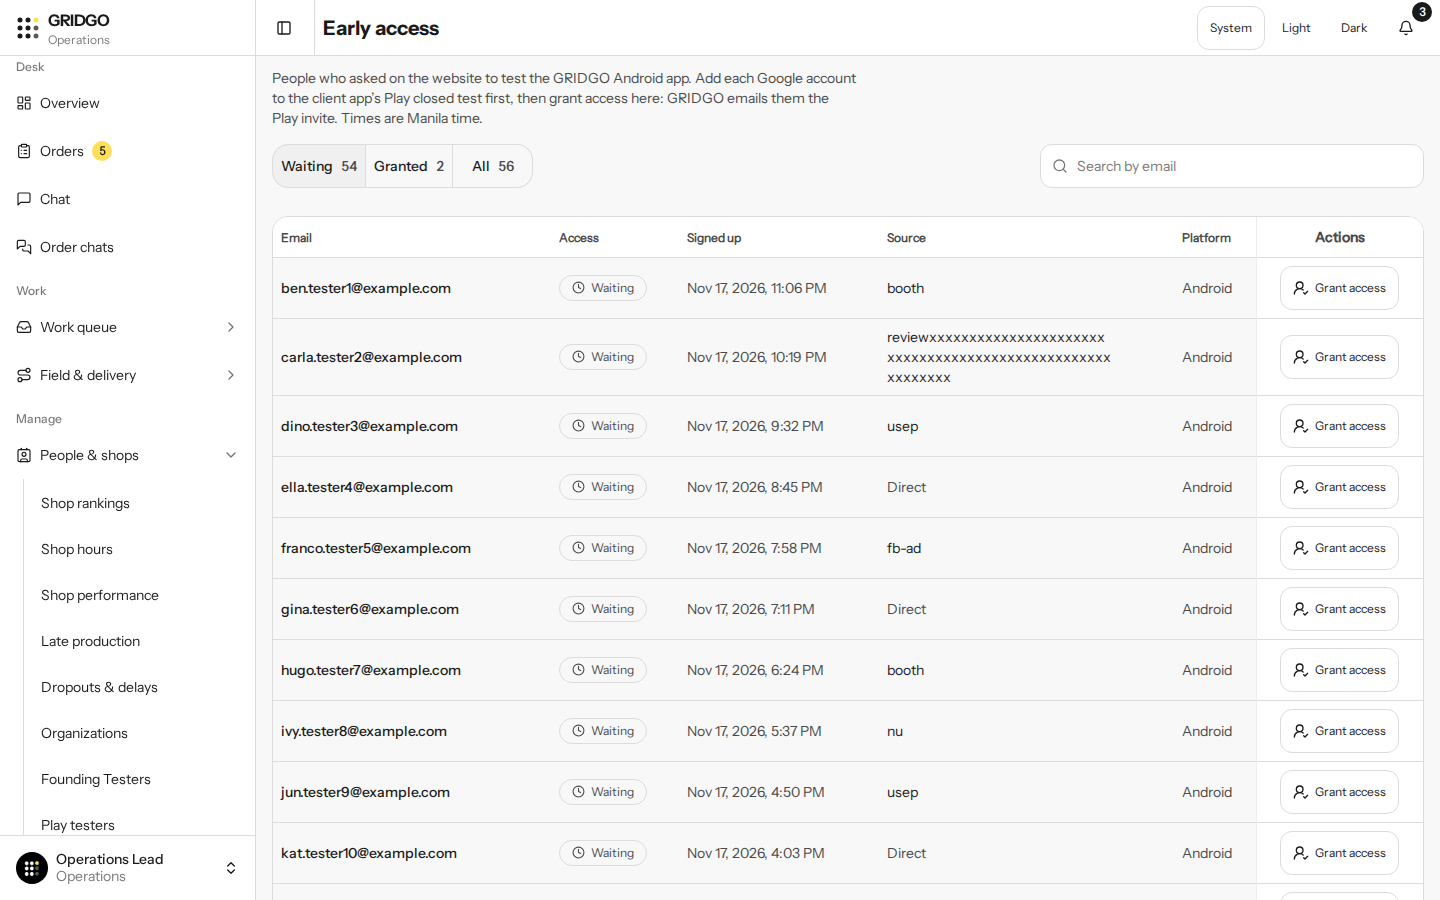 GRIDGO
Operations
Desk
Overview
Orders 5
Chat
Order chats
Work
Work queue
Field & delivery
Manage
People & shops
Shop rankings
Shop hours
Shop performance
Late production
Dropouts & delays
Organizations
Founding Testers
Play testers
Operations Lead
Operations
Early access
System Light Dark 3
People who asked on the website to test the GRIDGO Android app. Add each Google account
to the client app's Play closed test first, then grant access here: GRIDGO emails them the
Play invite. Times are Manila time.
Waiting 54 Granted 2 All 56
Search by email
Email Access Signed up Source Platform Actions
ben.tester1@example.com Waiting Nov 17, 2026, 11:06 PM booth Android Grant access
reviewxxxxxxxxxxxxxxxxxxxxxx
carla.tester2@example.com Waiting Nov 17, 2026, 10:19 PM xxxxxxxxxxxxxxxxxxxxxxxxxxxx Android Grant access
xxxxxxxx
dino.tester3@example.com Waiting Nov 17, 2026, 9:32 PM usep Android Grant access
ella.tester4@example.com Waiting Nov 17, 2026, 8:45 PM Direct Android Grant access
franco.tester5@example.com Waiting Nov 17, 2026, 7:58 PM fb-ad Android Grant access
gina.tester6@example.com Waiting Nov 17, 2026, 7:11 PM Direct Android Grant access
hugo.tester7@example.com Waiting Nov 17, 2026, 6:24 PM booth Android Grant access
ivy.tester8@example.com Waiting Nov 17, 2026, 5:37 PM nu Android Grant access
jun.tester9@example.com Waiting Nov 17, 2026, 4:50 PM usep Android Grant access
kat.tester10@example.com Waiting Nov 17, 2026, 4:03 PM Direct Android Grant access